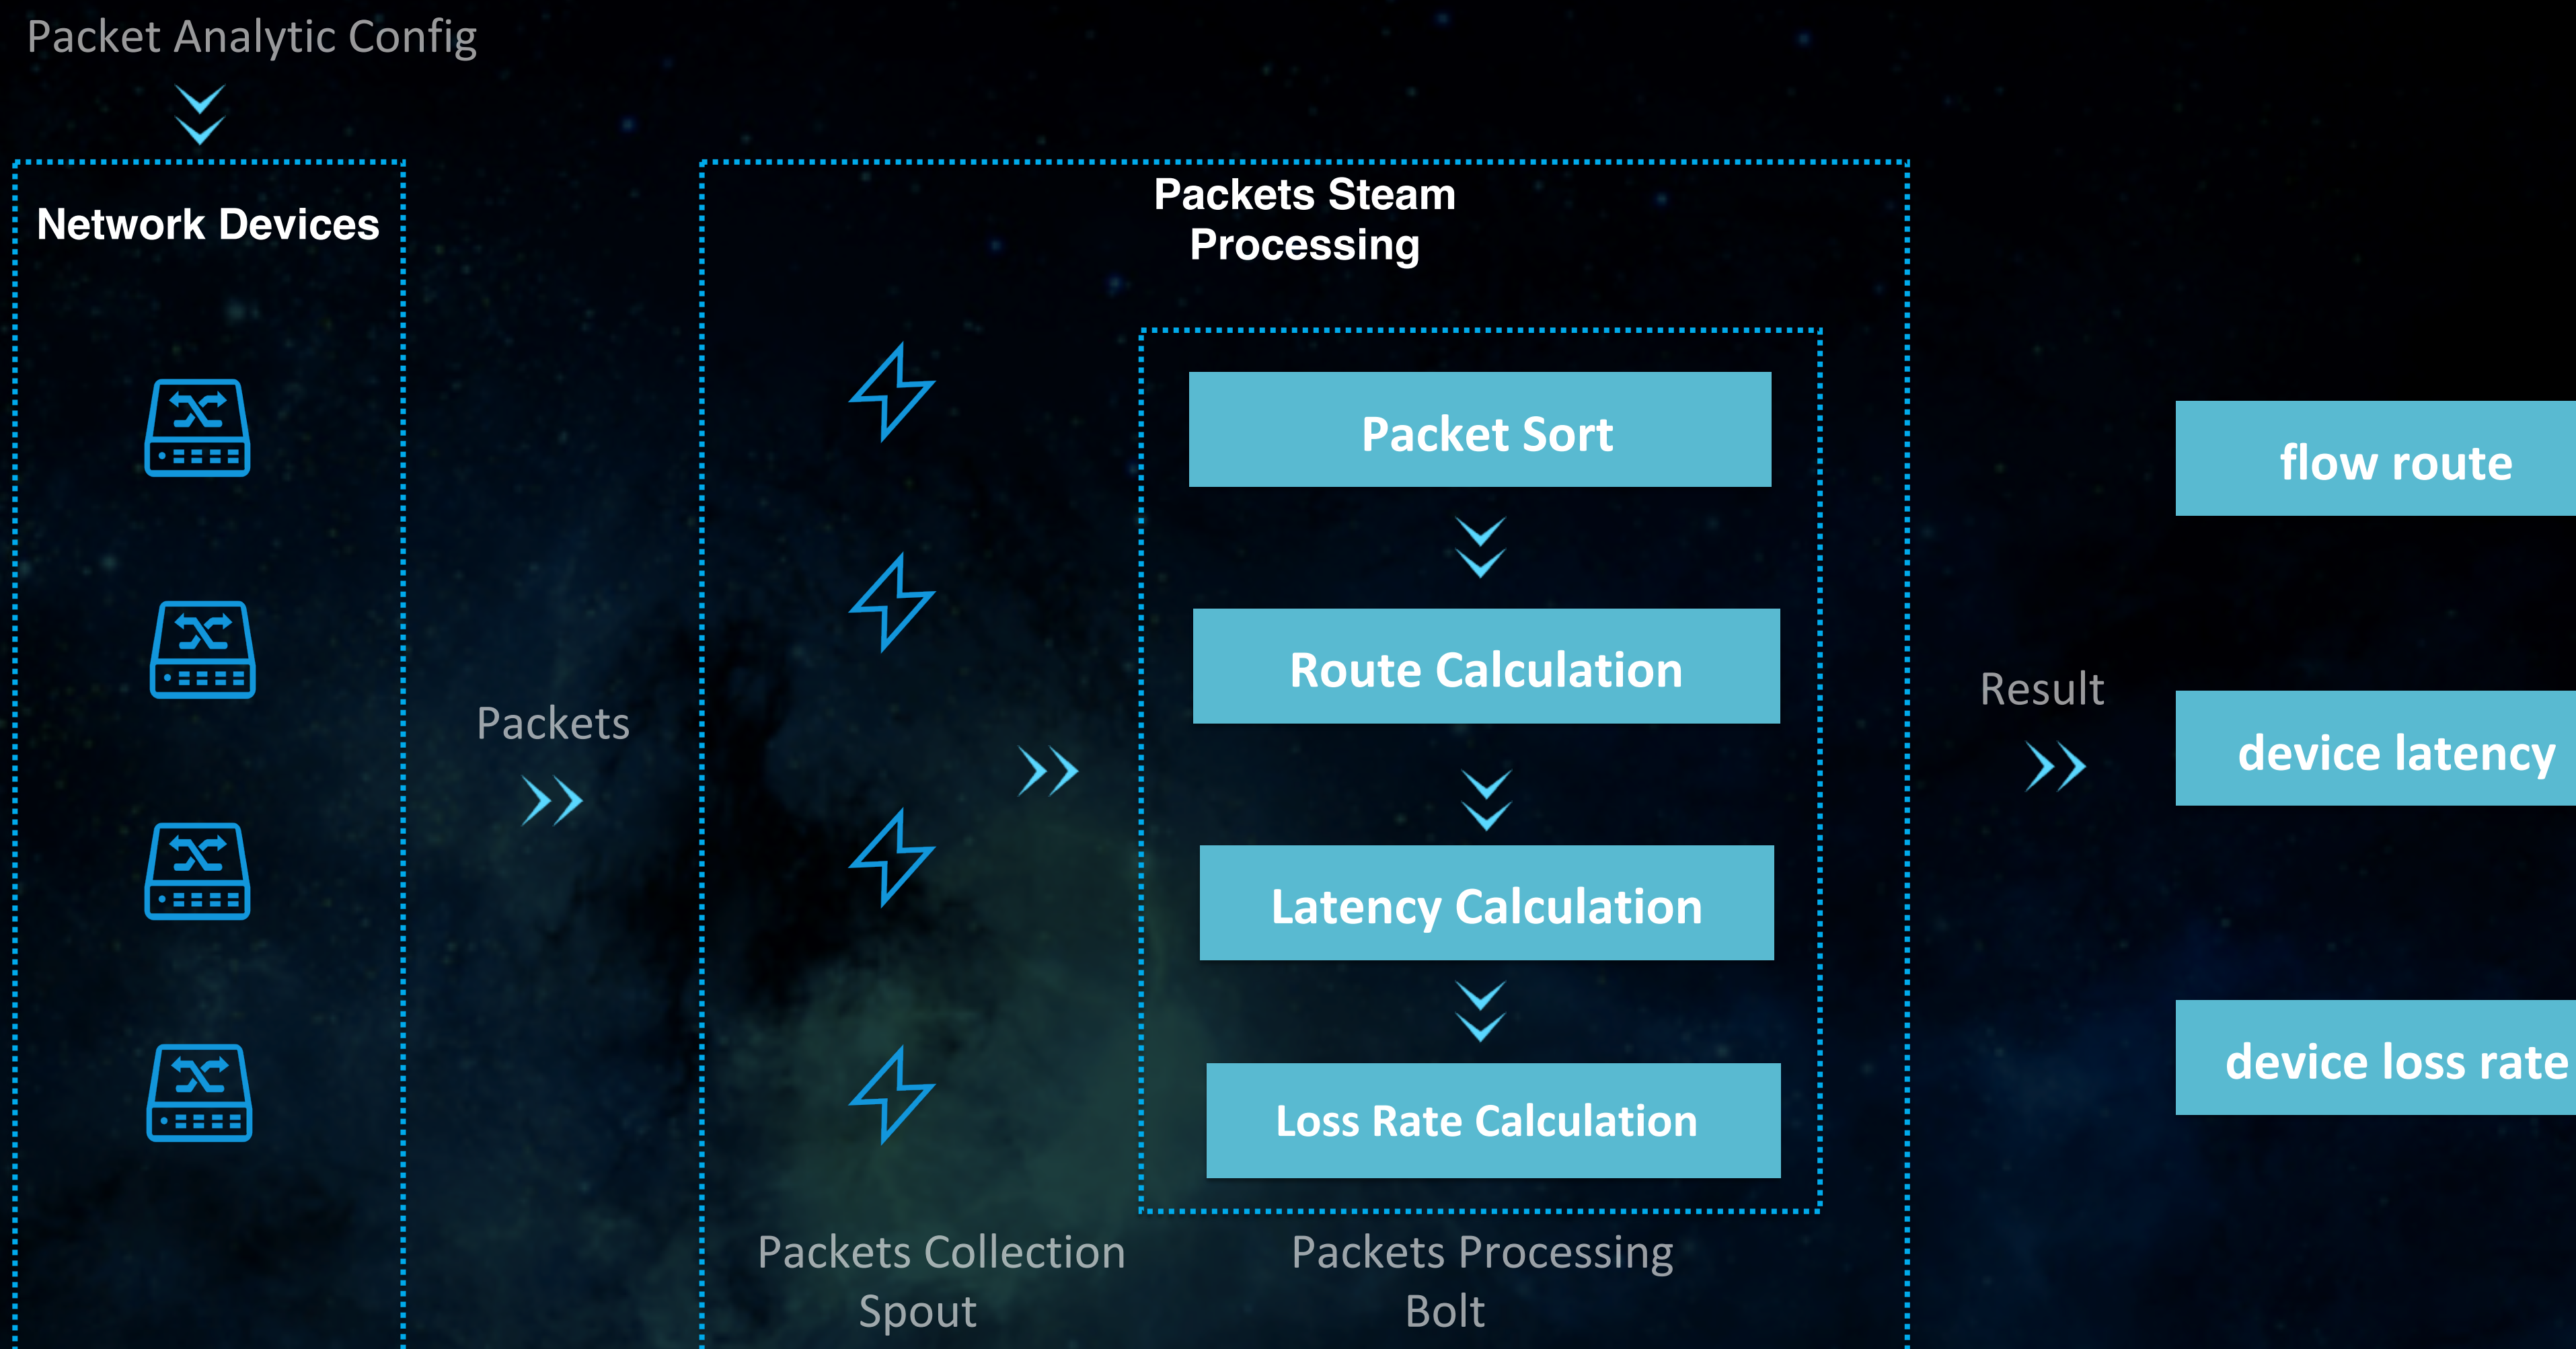 Packet Analytic Config
Network Devices
Packets
Packets Steam
Processing
Packet Sort
Route Calculation
Latency Calculation
Loss Rate Calculation
Packets Collection
Spout
Packets Processing
Bolt
Result
flow route
device latency
device loss rate